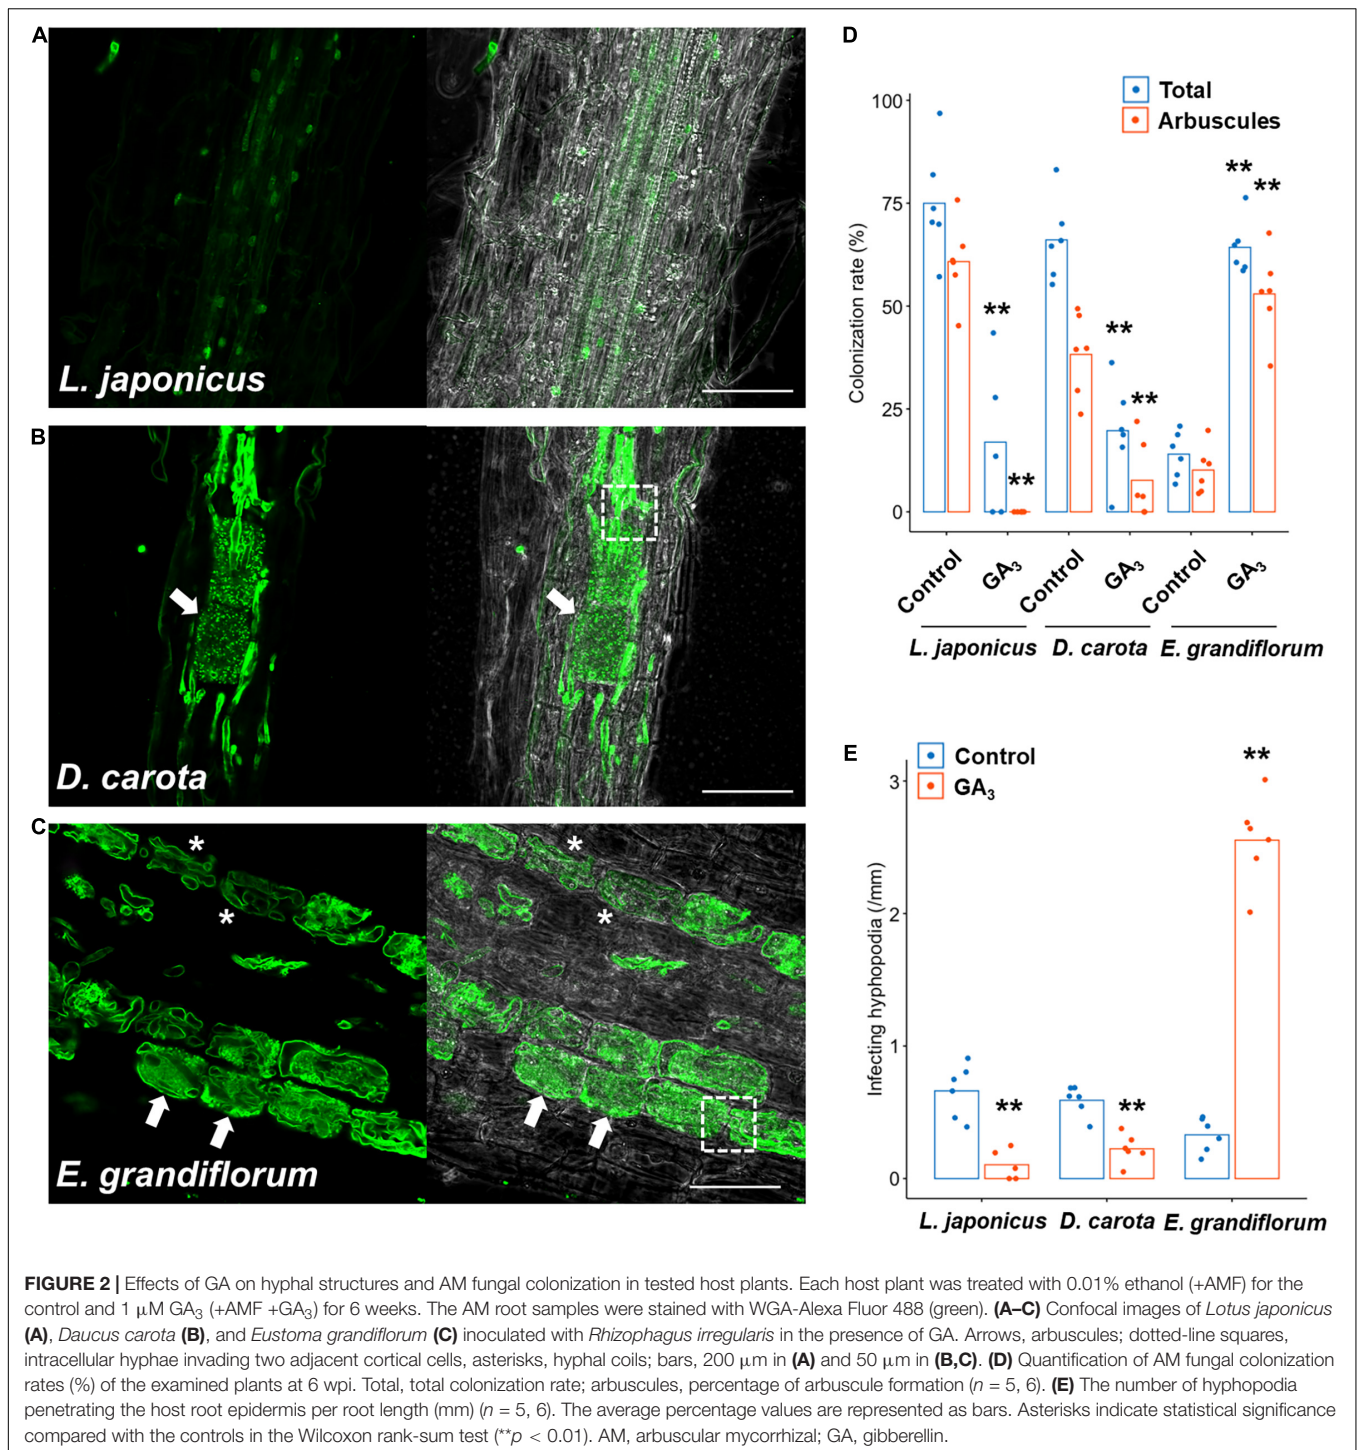 A
L. japonicus
B
D. carota
C
*
*
*
*
E. grandiflorum
D
Total
Arbuscules
100
75
50
25
0
Colonization rate (%)
**
**
**
**
**
**
Control
GA3
Control
GA3
Control
GA3
L. japonicus
D. carota
E. grandiflorum
E
Control
GA3
3
2
1
0
Infecting hyphopodia (/mm)
**
**
**
L. japonicus
D. carota
E. grandiflorum
FIGURE 2 | Effects of GA on hyphal structures and AM fungal colonization in tested host plants. Each host plant was treated with 0.01% ethanol (+AMF) for the
control and 1 μM GA3 (+AMF +GA3) for 6 weeks. The AM root samples were stained with WGA-Alexa Fluor 488 (green). (A–C) Confocal images of Lotus japonicus
(A), Daucus carota (B), and Eustoma grandiflorum (C) inoculated with Rhizophagus irregularis in the presence of GA. Arrows, arbuscules; dotted-line squares,
intracellular hyphae invading two adjacent cortical cells, asterisks, hyphal coils; bars, 200 μm in (A) and 50 μm in (B,C). (D) Quantification of AM fungal colonization
rates (%) of the examined plants at 6 wpi. Total, total colonization rate; arbuscules, percentage of arbuscule formation (n = 5, 6). (E) The number of hyphopodia
penetrating the host root epidermis per root length (mm) (n = 5, 6). The average percentage values are represented as bars. Asterisks indicate statistical significance
compared with the controls in the Wilcoxon rank-sum test (**p < 0.01). AM, arbuscular mycorrhizal; GA, gibberellin.